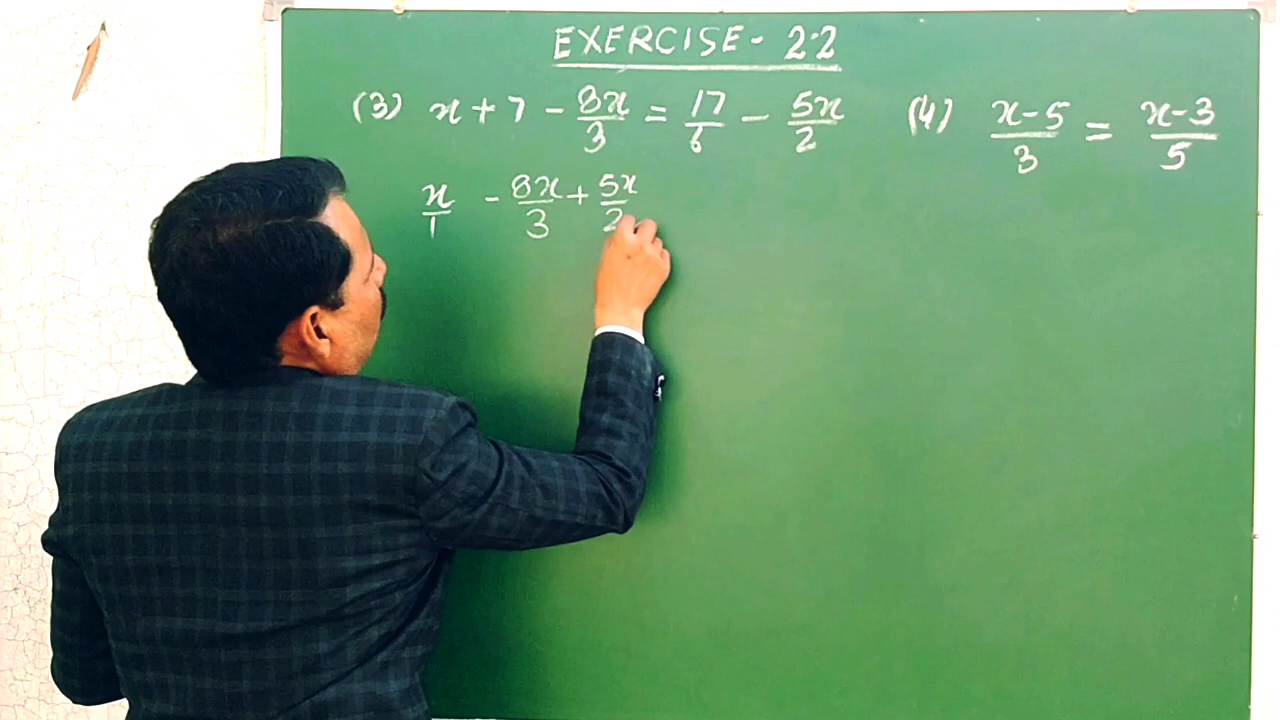 EXERCISE - 2.2
(3) x + 7 - 8x/3 = 17/6 - 5x/2 (4) x-5/3 = x-3/5
x/1 - 8x/3 + 5x/2